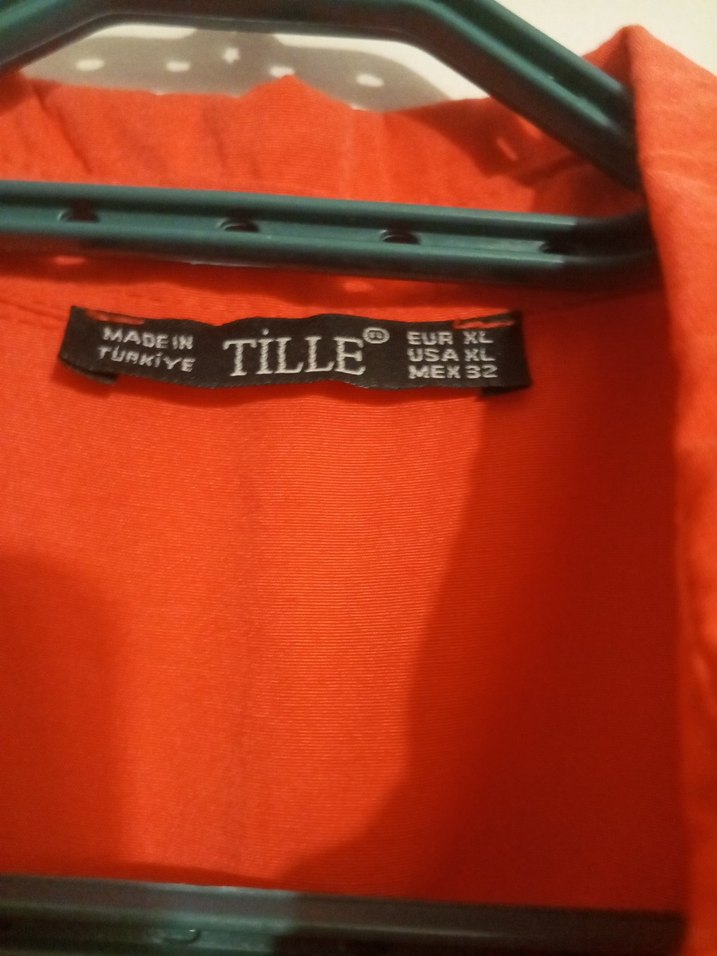 MADE IN
TÜRKİYE
TİLLE®
EUR XL
USA XL
MEX 32